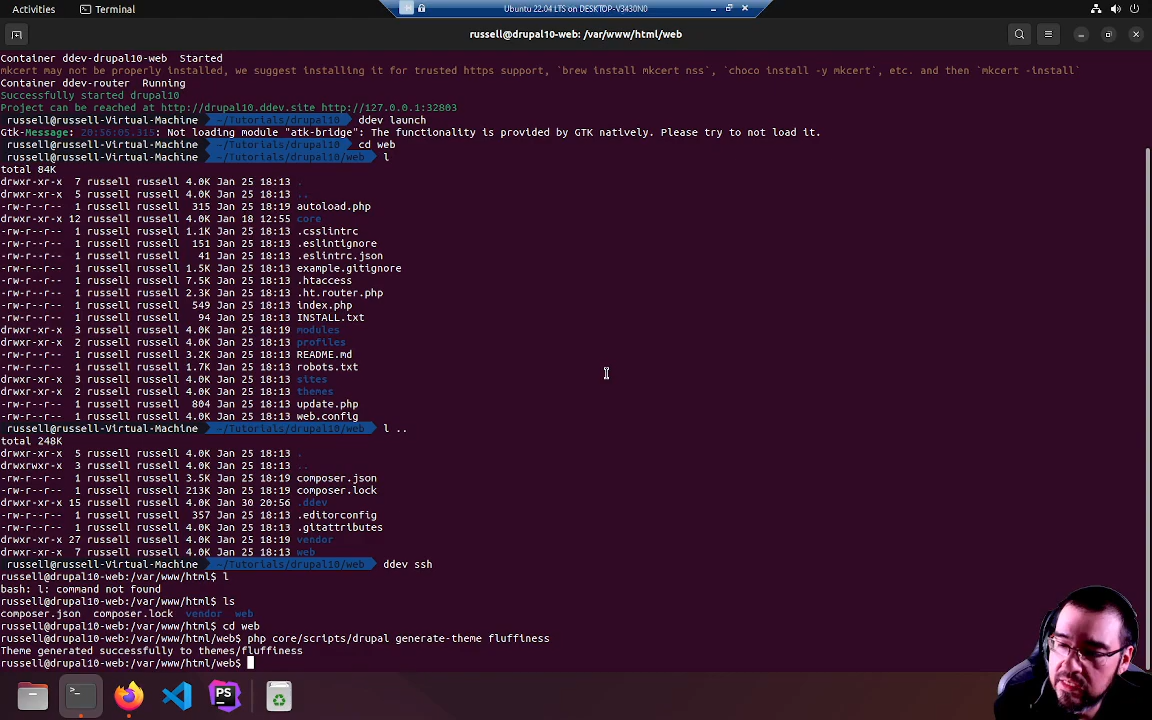 Activities Terminal Ubuntu 22.04 LTS on DESKTOP-V3430N0
russell@drupal10-web: /var/www/html/web
Container ddev-drupal10-web  Started
mkcert may not be properly installed, we suggest installing it for trusted https support, `brew install mkcert nss`, `choco install -y mkcert`, etc. and then `mkcert -install`
Container ddev-router  Running
Successfully started drupal10
Project can be reached at http://drupal10.ddev.site http://127.0.0.1:32803
russell@russell-Virtual-Machine ~/Tutorials/drupal10 ddev launch
Gtk-Message: 20:56:05.315: Not loading module "atk-bridge": The functionality is provided by GTK natively. Please try to not load it.
russell@russell-Virtual-Machine ~/Tutorials/drupal10 cd web
russell@russell-Virtual-Machine ~/Tutorials/drupal10/web l
total 84K
drwxr-xr-x  7 russell russell 4.0K Jan 25 18:13 .
drwxr-xr-x  5 russell russell 4.0K Jan 25 18:13 ..
-rw-r--r--  1 russell russell  315 Jan 25 18:19 autoload.php
drwxr-xr-x 12 russell russell 4.0K Jan 18 12:55 core
-rw-r--r--  1 russell russell 1.1K Jan 25 18:13 .csslintrc
-rw-r--r--  1 russell russell  151 Jan 25 18:13 .eslintignore
-rw-r--r--  1 russell russell   41 Jan 25 18:13 .eslintrc.json
-rw-r--r--  1 russell russell 1.5K Jan 25 18:13 example.gitignore
-rw-r--r--  1 russell russell 7.5K Jan 25 18:13 .htaccess
-rw-r--r--  1 russell russell 2.3K Jan 25 18:13 .ht.router.php
-rw-r--r--  1 russell russell  549 Jan 25 18:13 index.php
-rw-r--r--  1 russell russell   94 Jan 25 18:13 INSTALL.txt
drwxr-xr-x  3 russell russell 4.0K Jan 25 18:19 modules
drwxr-xr-x  2 russell russell 4.0K Jan 25 18:13 profiles
-rw-r--r--  1 russell russell 3.2K Jan 25 18:13 README.md
-rw-r--r--  1 russell russell 1.7K Jan 25 18:13 robots.txt
drwxr-xr-x  3 russell russell 4.0K Jan 25 18:13 sites
drwxr-xr-x  2 russell russell 4.0K Jan 25 18:13 themes
-rw-r--r--  1 russell russell  804 Jan 25 18:13 update.php
-rw-r--r--  1 russell russell 4.0K Jan 25 18:13 web.config
russell@russell-Virtual-Machine ~/Tutorials/drupal10/web l ..
total 248K
drwxr-xr-x  5 russell russell 4.0K Jan 25 18:13 .
drwxrwxr-x  3 russell russell 4.0K Jan 25 18:13 ..
-rw-r--r--  1 russell russell 3.5K Jan 25 18:19 composer.json
-rw-r--r--  1 russell russell 213K Jan 25 18:19 composer.lock
drwxr-xr-x 15 russell russell 4.0K Jan 30 20:56 .ddev
-rw-r--r--  1 russell russell  357 Jan 25 18:13 .editorconfig
-rw-r--r--  1 russell russell 4.0K Jan 25 18:13 .gitattributes
drwxr-xr-x 27 russell russell 4.0K Jan 25 18:19 vendor
drwxr-xr-x  7 russell russell 4.0K Jan 25 18:13 web
russell@russell-Virtual-Machine ~/Tutorials/drupal10/web ddev ssh
russell@drupal10-web:/var/www/html$ l
bash: l: command not found
russell@drupal10-web:/var/www/html$ ls
composer.json  composer.lock  vendor  web
russell@drupal10-web:/var/www/html$ cd web
russell@drupal10-web:/var/www/html/web$ php core/scripts/drupal generate-theme fluffiness
Theme generated successfully to themes/fluffiness
russell@drupal10-web:/var/www/html/web$
PS